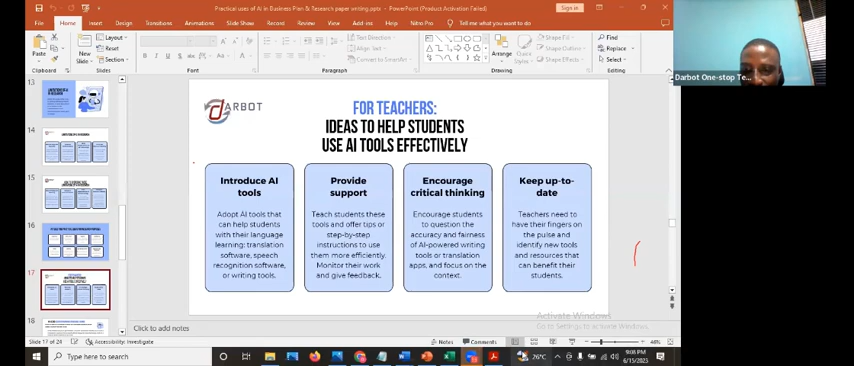 Practical uses of AI in Business Plan & Research paper writing.pptx - PowerPoint (Product Activation Failed)
Sign in
File Home Insert Draw Design Transitions Animations Slide Show Record Review View Add-ins Help Nitro Pro Tell me what you want to do
Paste
New
Slide
Layout
Reset
Section
Text Direction
Align Text
Convert to SmartArt
Arrange
Quick
Styles
Shape Fill
Shape Outline
Shape Effects
Find
Replace
Select
Clipboard
Slides
Font
Paragraph
Drawing
Editing
Darbot One-stop Te...
13
14
15
16
17
18
DARBOT
FOR TEACHERS:
IDEAS TO HELP STUDENTS
USE AI TOOLS EFFECTIVELY
Introduce AI
tools
Adopt AI tools that
can help students
with their language
learning: translation
software, speech
recognition software,
or writing tools.
Provide
support
Teach students these
tools and offer tips or
step-by-step
instructions to use
them more efficiently.
Monitor their work
and give feedback.
Encourage
critical thinking
Encourage students
to question the
accuracy and fairness
of AI-powered writing
tools or translation
apps, and focus on the
context.
Keep up-to-
date
Teachers need to
have their fingers on
the pulse and
identify new tools
and resources that
can benefit their
students.
Activate Windows
Go to Settings to activate Windows.
Click to add notes
Slide 17 of 24
Accessibility: Investigate
Notes
Comments
48%
Type here to search
26°C
9:08 PM
6/15/2023